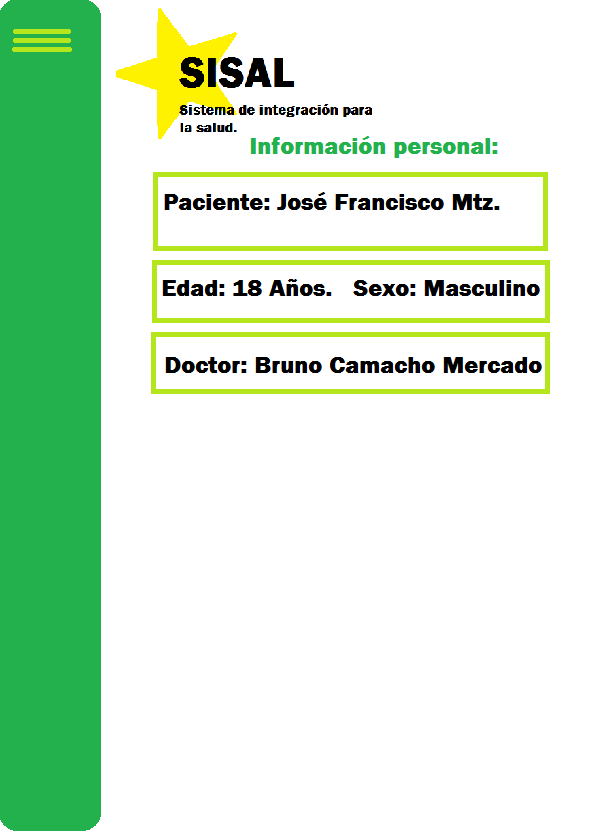 SISAL
Sistema de integración para
la salud.
Información personal:
Paciente: José Francisco Mtz.
Edad: 18 Años. Sexo: Masculino
Doctor: Bruno Camacho Mercado